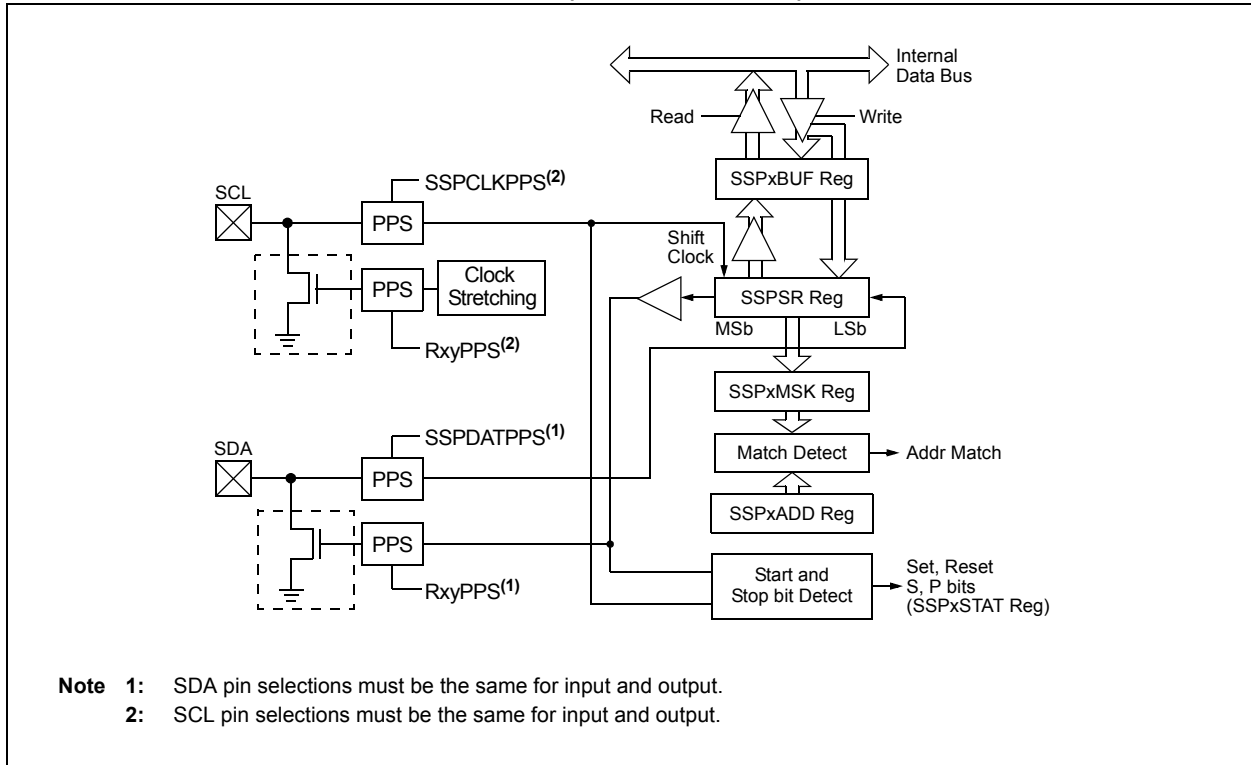 Internal
Data Bus
Read
Write
SSPxBUF Reg
SSPCLKPPS(2)
SCL
PPS
Shift
Clock
PPS
Clock
Stretching
SSPSR Reg
MSb
LSb
RxyPPS(2)
SSPxMSK Reg
SSPDATPPS(1)
SDA
PPS
Match Detect
Addr Match
SSPxADD Reg
PPS
RxyPPS(1)
Start and
Stop bit Detect
Set, Reset
S, P bits
(SSPxSTAT Reg)
Note 1: SDA pin selections must be the same for input and output.
2: SCL pin selections must be the same for input and output.